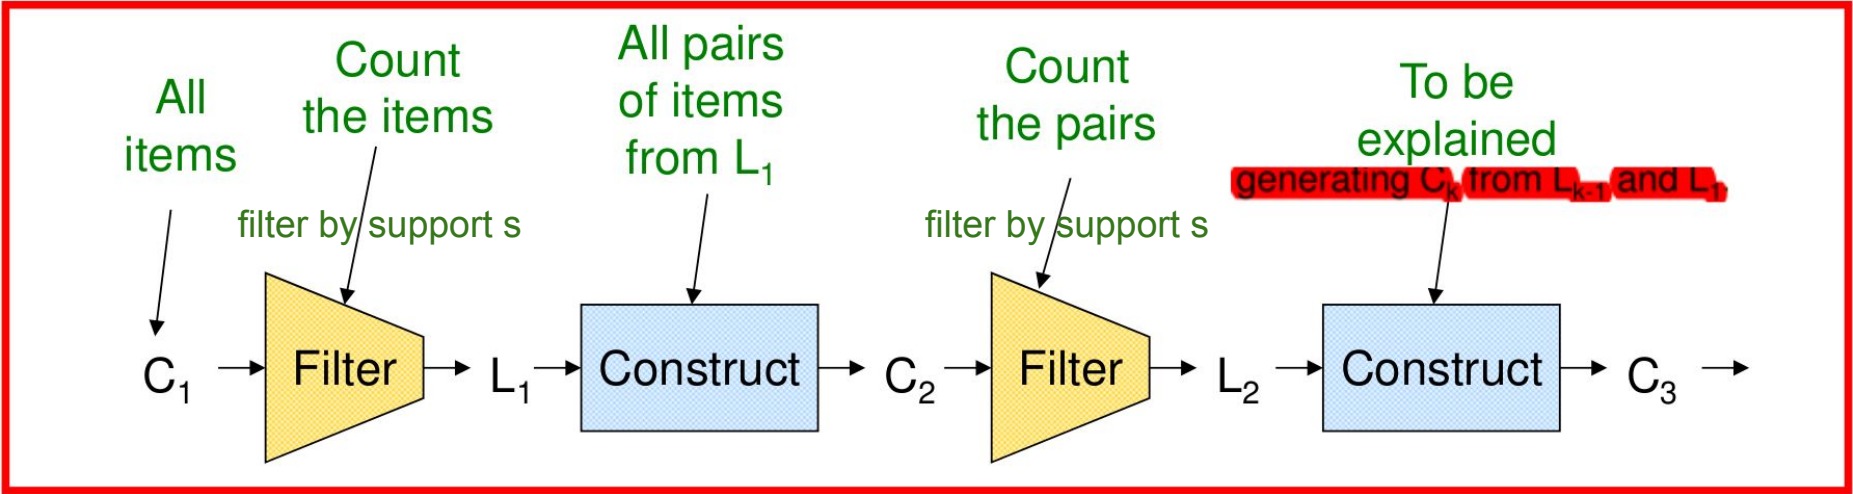 All
items
Count
the items
All pairs
of items
from L₁
Count
the pairs
To be
explained
generating Cₖ from Lₖ₋₁ and L₁.
filter by support s
filter by support s
C₁
Filter
L₁
Construct
C₂
Filter
L₂
Construct
C₃